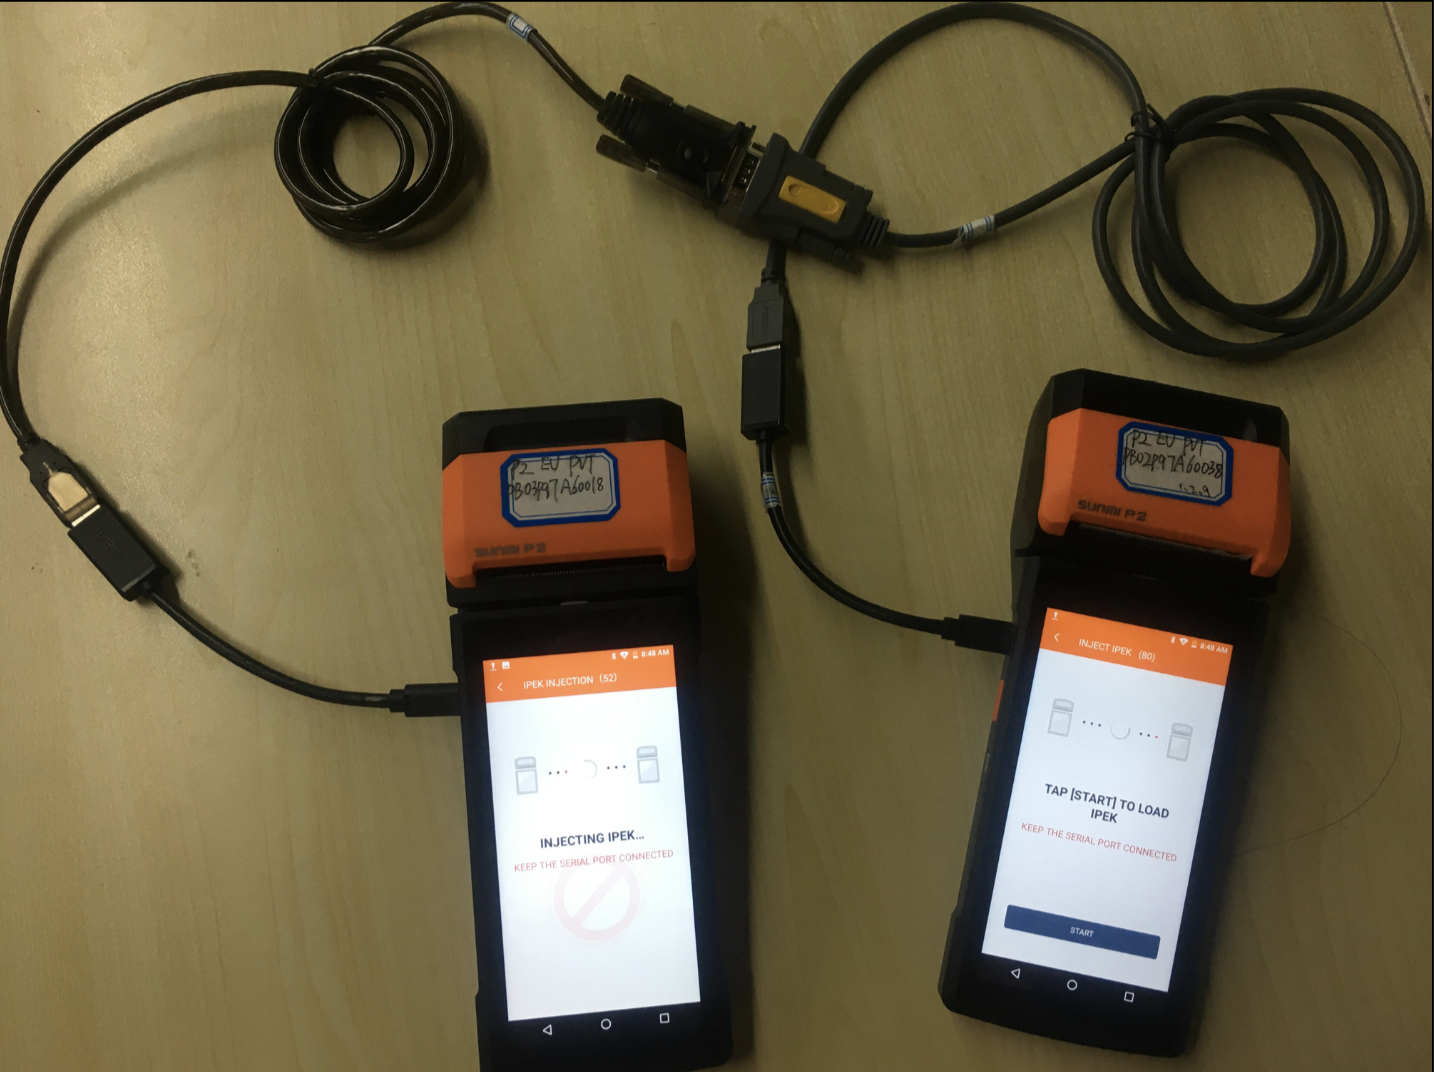 P2 EU PVT
PB03P97A60018
SUNMI P2
8:48 AM
IPEK INJECTION (52)
INJECTING IPEK...
KEEP THE SERIAL PORT CONNECTED
P2 EU PVT
PB02P97A60038
SUNMI P2
8:48 AM
INJECT IPEK (80)
TAP [START] TO LOAD
IPEK
KEEP THE SERIAL PORT CONNECTED
START